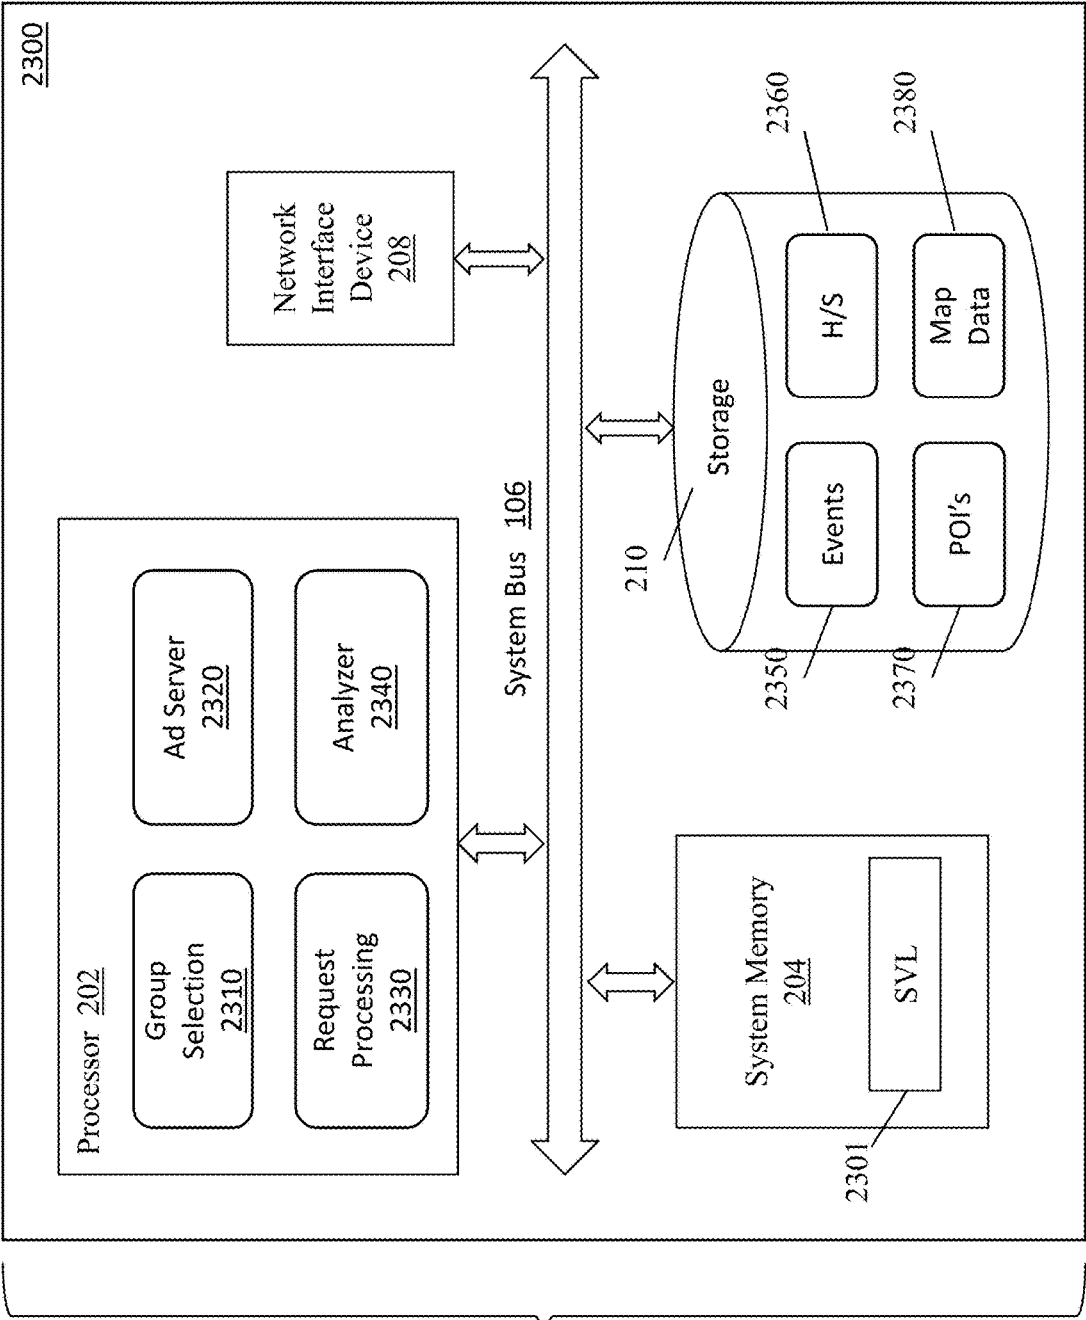 2300
Processor 202
Group
Selection
2310
Ad Server
2320
Request
Processing
2330
Analyzer
2340
Network
Interface
Device
208
System Bus 106
System Memory
204
SVL
2301
210
Storage
Events
2350
H/S
2360
POI's
2370
Map
Data
2380